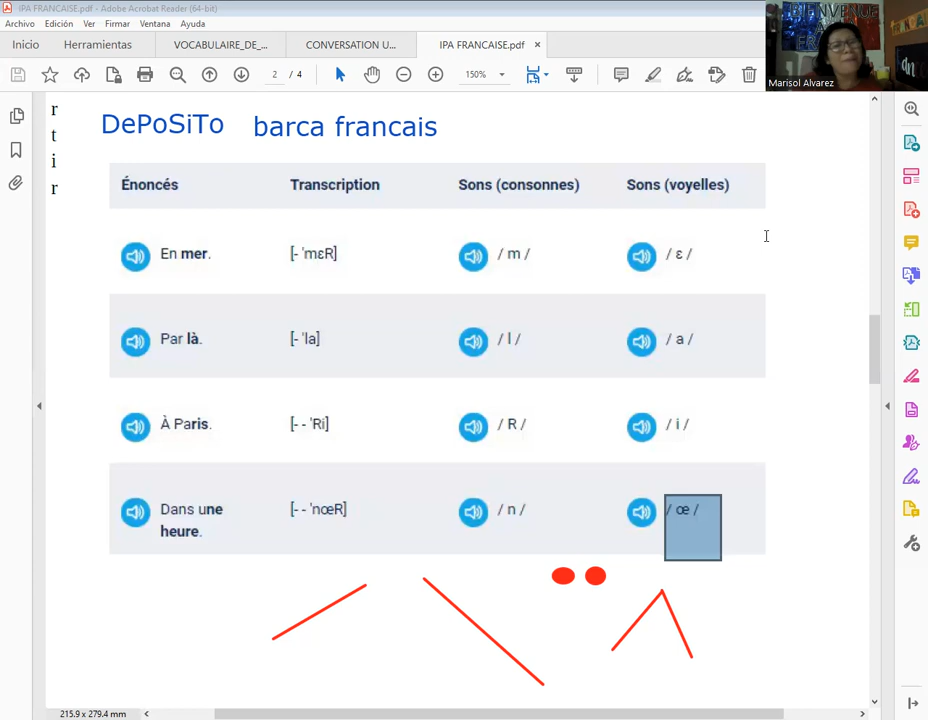 IPA FRANCAISE.pdf - Adobe Acrobat Reader (64-bit)
Archivo Edición Ver Firmar Ventana Ayuda
Inicio Herramientas VOCABULAIRE_DE_... CONVERSATION U... IPA FRANCAISE.pdf ×
2 / 4 150%
Marisol Alvarez
r
t
i
r
DePoSiTo barca francais
Énoncés Transcription Sons (consonnes) Sons (voyelles)
En mer. [- 'mɛR] / m / / ɛ /
Par là. [- 'la] / l / / a /
À Paris. [- - 'Ri] / R / / i /
Dans une heure. [- - 'nœR] / n / / œ /
215.9 x 279.4 mm